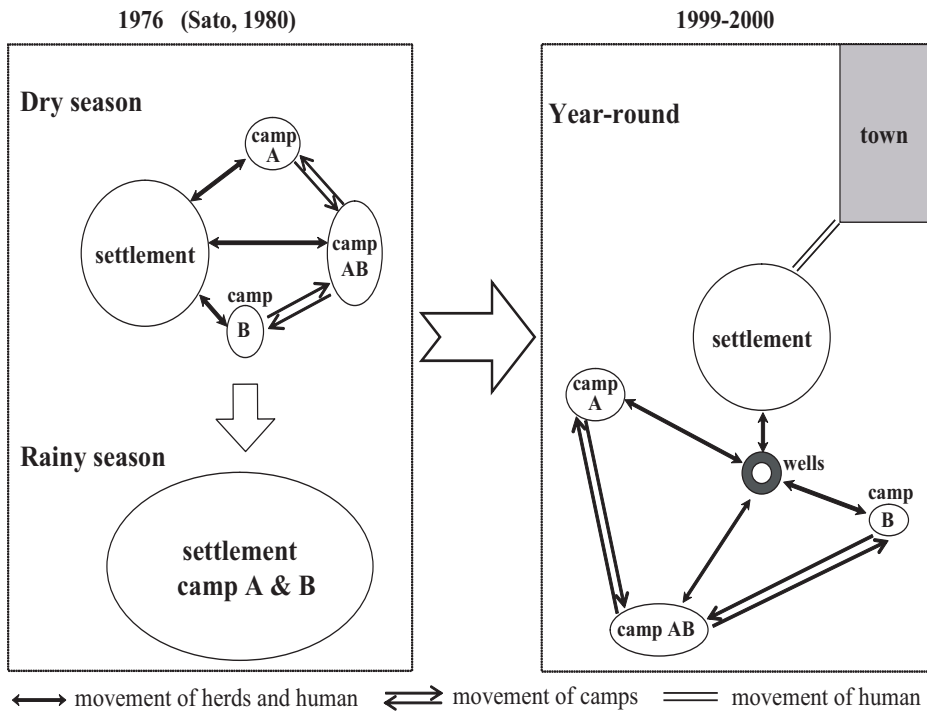 1976 (Sato, 1980)
Dry season
camp
A
settlement
camp
AB
camp
B
Rainy season
settlement
camp A & B
1999-2000
Year-round
town
settlement
camp
A
wells
camp
B
camp AB
movement of herds and human
movement of camps
movement of human